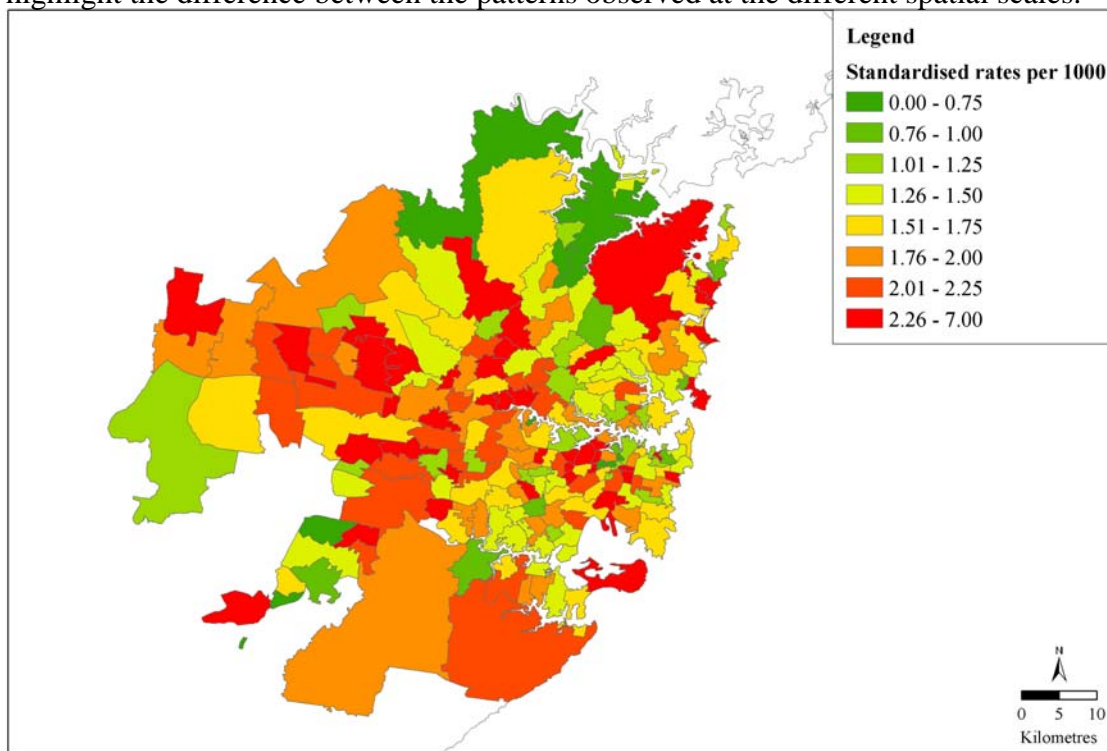 highlight the difference between the patterns observed at the different spatial scales.
Legend
Standardised rates per 1000
0.00 - 0.75
0.76 - 1.00
1.01 - 1.25
1.26 - 1.50
1.51 - 1.75
1.76 - 2.00
2.01 - 2.25
2.26 - 7.00
N
0 5 10
Kilometres